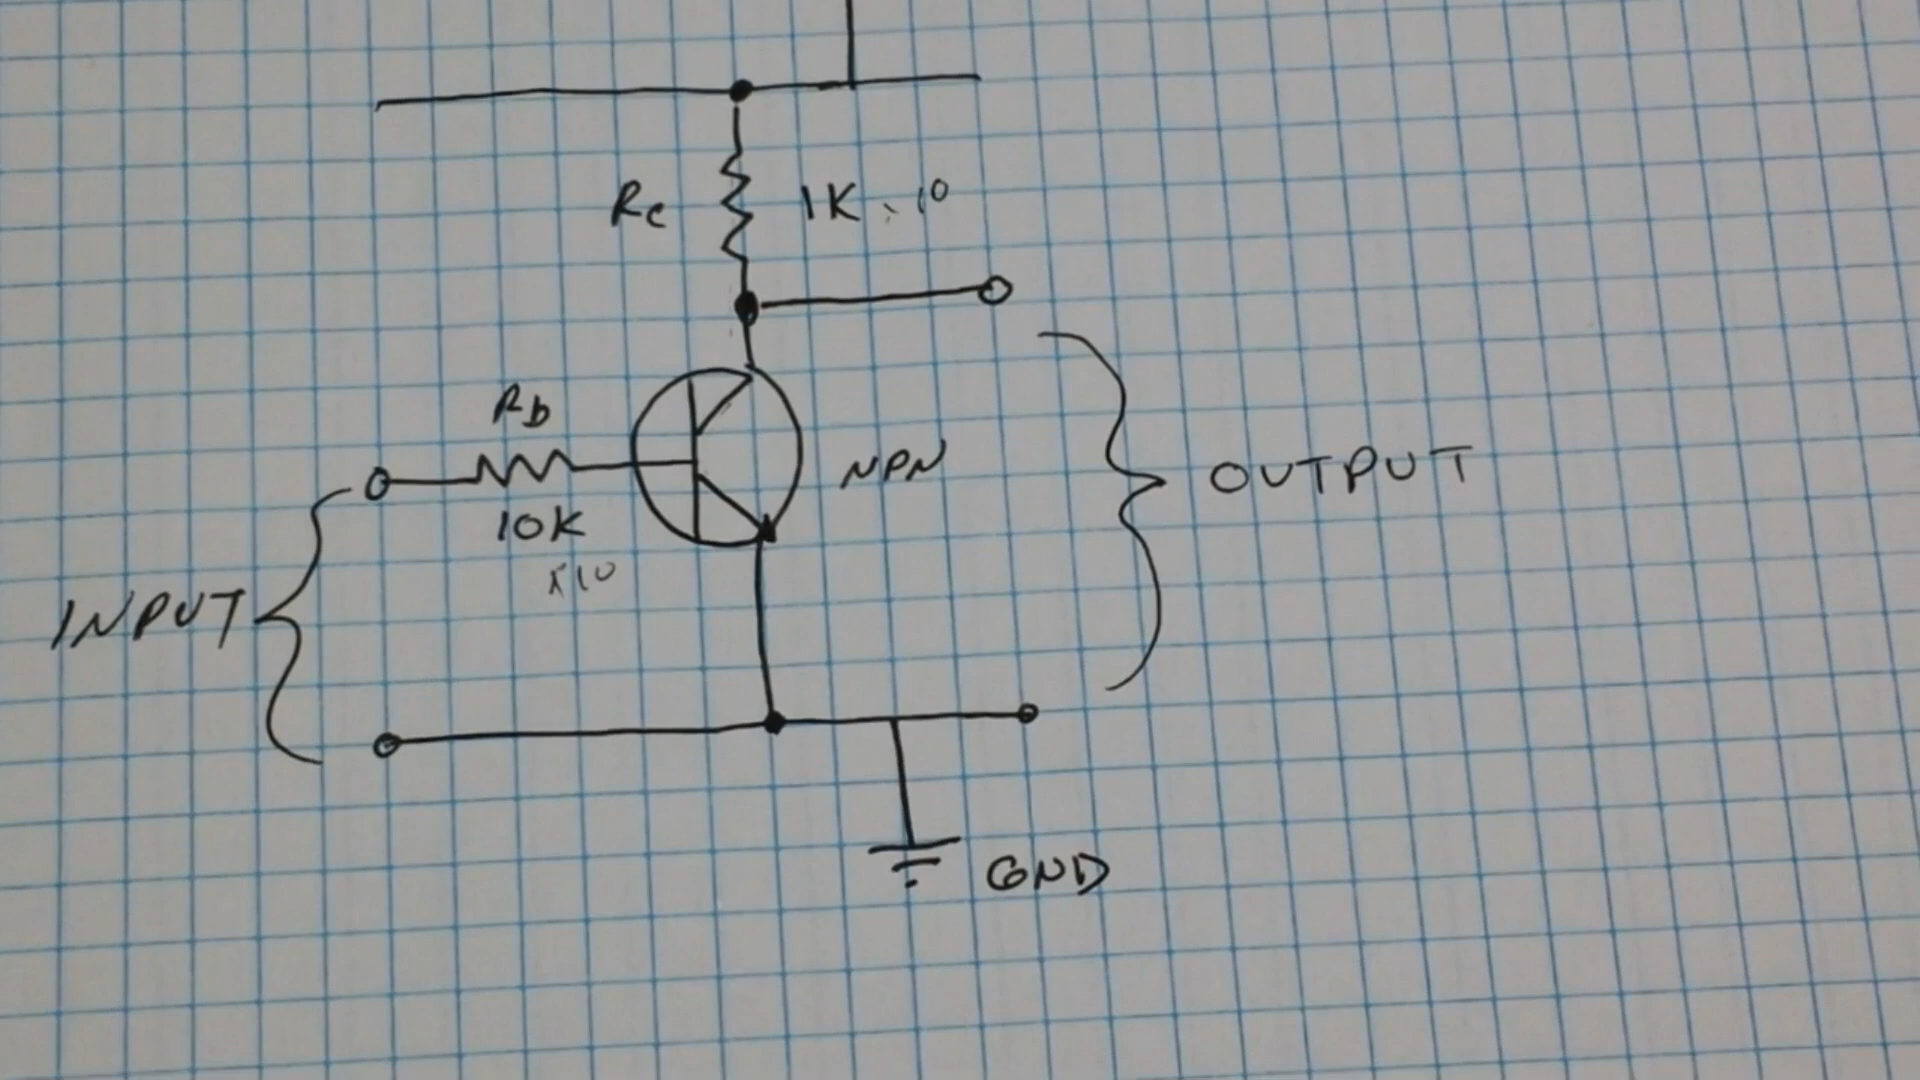 Rc 1K x10
Rb
10K
x10
NPN
INPUT
OUTPUT
GND